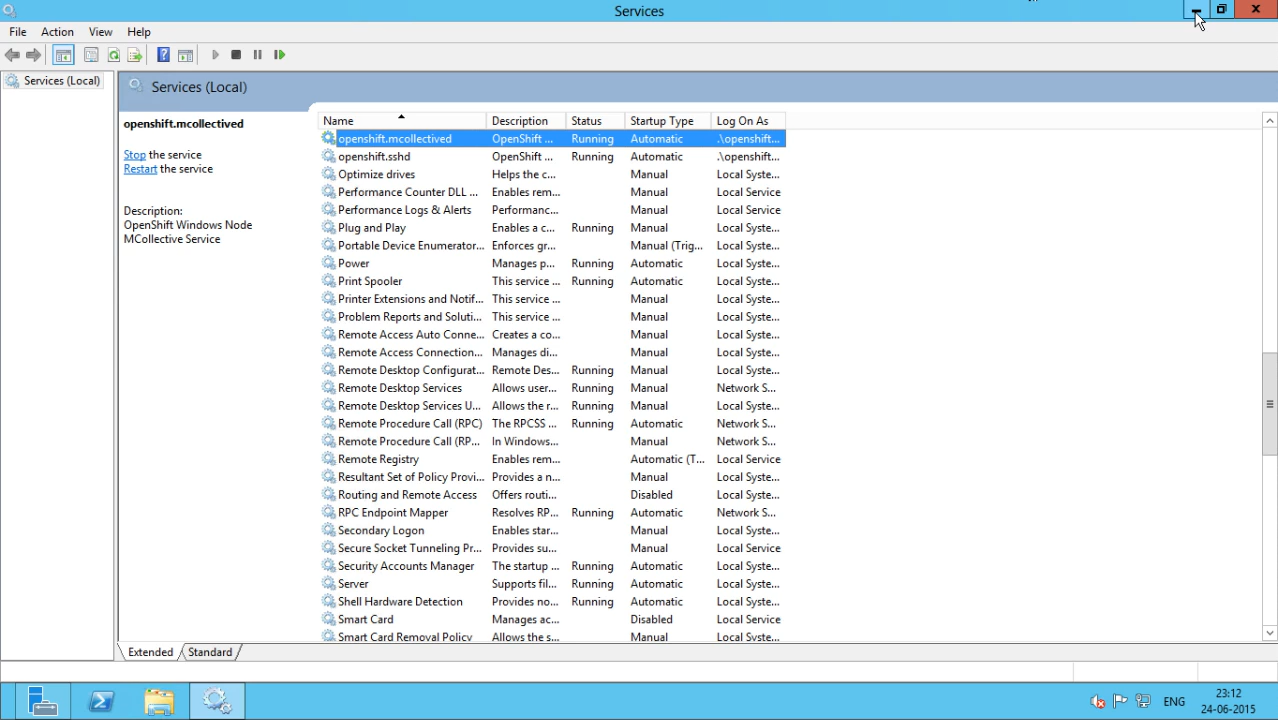 Services
File Action View Help
Services (Local)
Services (Local)
openshift.mcollectived
Stop the service
Restart the service
Description:
OpenShift Windows Node
MCollective Service
Name Description Status Startup Type Log On As
openshift.mcollectived OpenShift ... Running Automatic .\openshift...
openshift.sshd OpenShift ... Running Automatic .\openshift...
Optimize drives Helps the c... Manual Local Syste...
Performance Counter DLL ... Enables rem... Manual Local Service
Performance Logs & Alerts Performanc... Manual Local Service
Plug and Play Enables a c... Running Manual Local Syste...
Portable Device Enumerator... Enforces gr... Manual (Trig... Local Syste...
Power Manages p... Running Automatic Local Syste...
Print Spooler This service ... Running Automatic Local Syste...
Printer Extensions and Notif... This service ... Manual Local Syste...
Problem Reports and Soluti... This service ... Manual Local Syste...
Remote Access Auto Conne... Creates a co... Manual Local Syste...
Remote Access Connection... Manages di... Manual Local Syste...
Remote Desktop Configurat... Remote Des... Running Manual Local Syste...
Remote Desktop Services Allows user... Running Manual Network S...
Remote Desktop Services U... Allows the r... Running Manual Local Syste...
Remote Procedure Call (RPC) The RPCSS ... Running Automatic Network S...
Remote Procedure Call (RP... In Windows... Manual Network S...
Remote Registry Enables rem... Automatic (T... Local Service
Resultant Set of Policy Provi... Provides a n... Manual Local Syste...
Routing and Remote Access Offers routi... Disabled Local Syste...
RPC Endpoint Mapper Resolves RP... Running Automatic Network S...
Secondary Logon Enables star... Manual Local Syste...
Secure Socket Tunneling Pr... Provides su... Manual Local Service
Security Accounts Manager The startup ... Running Automatic Local Syste...
Server Supports fil... Running Automatic Local Syste...
Shell Hardware Detection Provides no... Running Automatic Local Syste...
Smart Card Manages ac... Disabled Local Service
Smart Card Removal Policy Allows the s... Manual Local Syste...
Extended Standard
ENG
23:12
24-06-2015